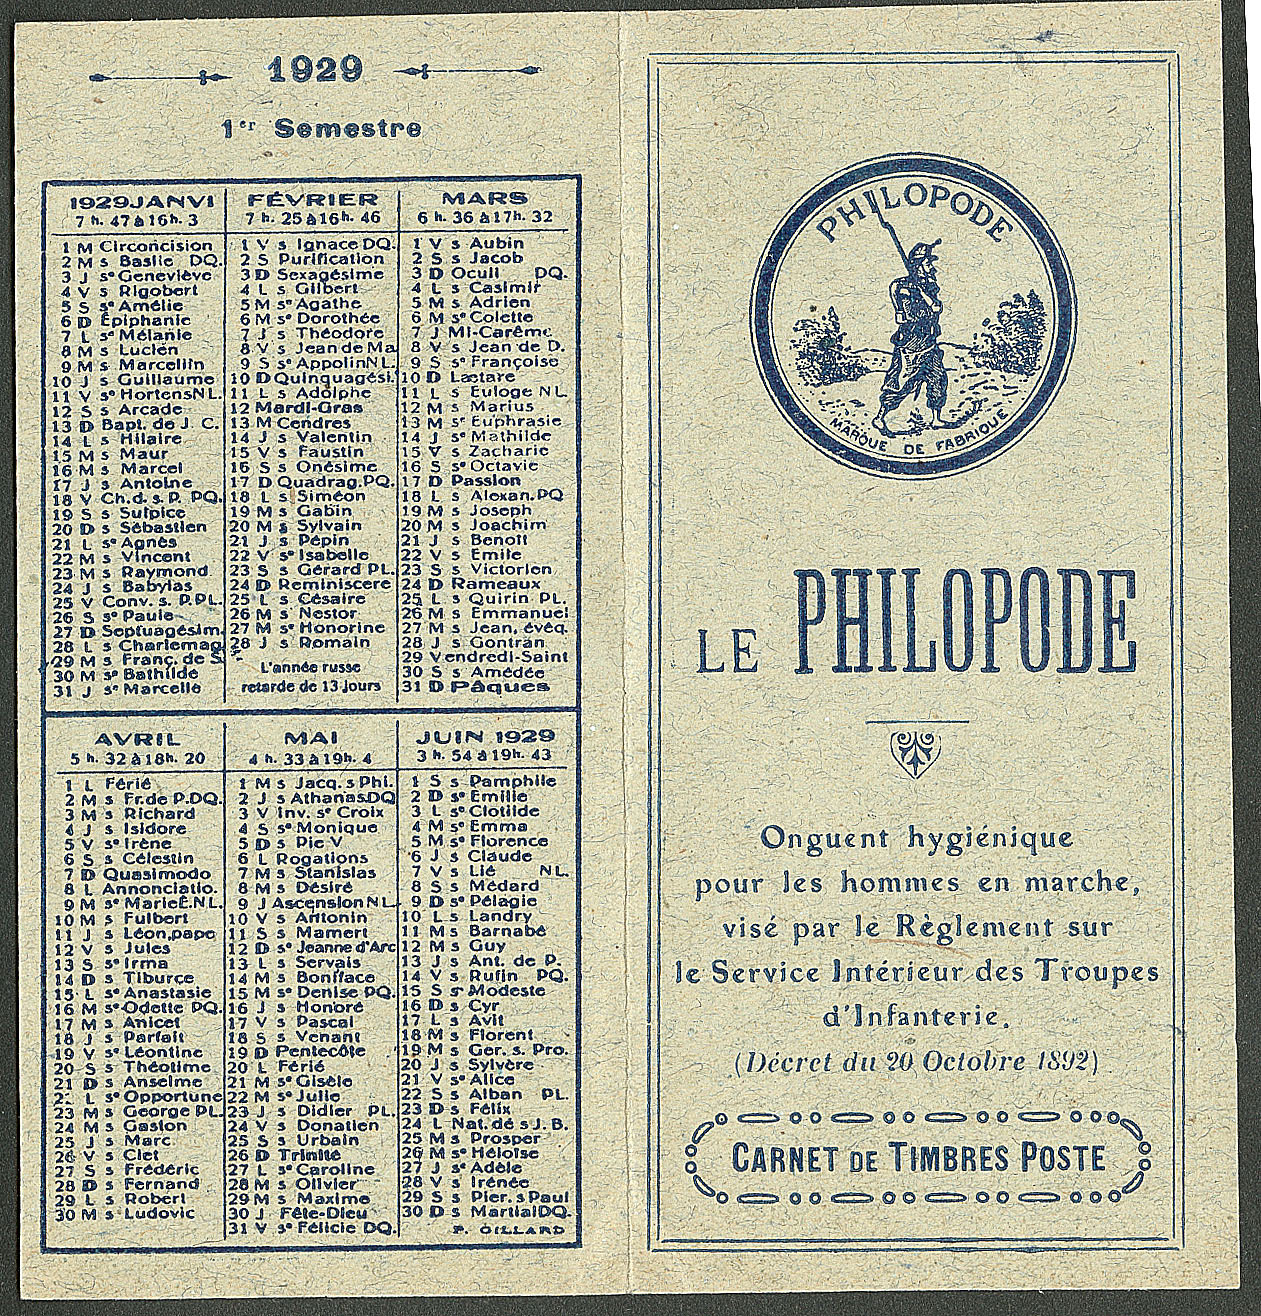 1929
1er Semestre
1929 JANVI
7 h. 47 à 16h. 3
1 M Circoncision
2 M s Basile DQ.
3 J se Geneviève
4 V s Rigobert
5 S se Amélie
6 D Épiphanie
7 L se Mélanie
8 M s Lucien
9 M s Marcellin
10 J s Guillaume
11 V se Hortens NL.
12 S s Arcade
13 D Bapt. de J. C.
14 L s Hilaire
15 M s Maur
16 M s Marcel
17 J s Antoine
18 V Ch. d. s. P. PQ.
19 S s Sulpice
20 D s Sébastien
21 L se Agnès
22 M s Vincent
23 M s Raymond
24 J s Babylas
25 V Conv. s. P. PL.
26 S se Paule
27 D Septuagésim.
28 L s Charlemag.
29 M s Franç. de S.
30 M se Bathilde
31 J se Marcelle
FÉVRIER
7 h. 25 à 16h. 46
1 V s Ignace DQ.
2 S Purification
3 D Sexagésime
4 L s Gilbert
5 M se Agathe
6 M se Dorothée
7 J s Théodore
8 V s Jean de Ma
9 S se Appolin NL.
10 D Quinquagési.
11 L s Adolphe
12 Mardi-Gras
13 M Cendres
14 J s Valentin
15 V s Faustin
16 S s Onésime
17 D Quadrag. PQ.
18 L s Siméon
19 M s Gabin
20 M s Sylvain
21 J s Pépin
22 V se Isabelle
23 S s Gérard PL.
24 D Reminiscere
25 L s Césaire
26 M s Nestor
27 M se Honorine
28 J s Romain
L'année russe
retarde de 13 jours
MARS
6 h. 36 à 17h. 32
1 V s Aubin
2 S s Jacob
3 D Oculi DQ.
4 L s Casimir
5 M s Adrien
6 M se Colette
7 J Mi-Carême
8 V s Jean de D.
9 S se Françoise
10 D Lætare
11 L s Euloge NL
12 M s Marius
13 M se Euphrasie
14 J se Mathilde
15 V s Zacharie
16 S se Octavie
17 D Passion
18 L s Alexan. PQ
19 M s Joseph
20 M s Joachim
21 J s Benoît
22 V s Émile
23 S s Victorien
24 D Rameaux
25 L s Quirin PL.
26 M s Emmanuel
27 M s Jean, évêq.
28 J s Gontran
29 Vendredi-Saint
30 S s Amédée
31 D Pâques
AVRIL
5 h. 32 à 18h. 20
1 L Férié
2 M s Fr. de P. DQ.
3 M s Richard
4 J s Isidore
5 V se Irène
6 S s Célestin
7 D Quasimodo
8 L Annonciatio.
9 M se Marie É. NL.
10 M s Fulbert
11 J s Léon, pape
12 V s Jules
13 S se Irma
14 D s Tiburce
15 L se Anastasie
16 M se Odette PQ.
17 M s Anicet
18 J s Parfait
19 V se Léontine
20 S s Théotime
21 D s Anselme
22 L se Opportune
23 M s George PL.
24 M s Gaston
25 J s Marc
26 V s Clet
27 S s Frédéric
28 D s Fernand
29 L s Robert
30 M s Ludovic
MAI
4 h. 33 à 19h. 4
1 M s Jacq. s Phi.
2 J s Athanas. DQ
3 V Inv. se Croix
4 S se Monique
5 D s Pie V
6 L Rogations
7 M s Stanislas
8 M s Désiré
9 J Ascension NL.
10 V s Antonin
11 S s Mamert
12 D se Jeanne d'Arc
13 L s Servais
14 M s Boniface
15 M se Denise PQ.
16 J s Honoré
17 V s Pascal
18 S s Venant
19 D Pentecôte
20 L Férié
21 M se Gisèle
22 M se Julie
23 J s Didier PL.
24 V s Donatien
25 S s Urbain
26 D Trinité
27 L se Caroline
28 M s Olivier
29 M s Maxime
30 J Fête-Dieu
31 V se Félicie DQ.
JUIN 1929
3 h. 54 à 19h. 43
1 S s Pamphile
2 D se Emilie
3 L se Clotilde
4 M se Emma
5 M se Florence
6 J s Claude
7 V s Lié NL.
8 S s Médard
9 D se Pélagie
10 L s Landry
11 M s Barnabé
12 M s Guy
13 J s Ant. de P.
14 V s Rufin PQ.
15 S s Modeste
16 D s Cyr
17 L s Avit
18 M s Florent
19 M s Ger. s. Pro.
20 J s Sylvère
21 V se Alice
22 S s Alban PL.
23 D s Félix
24 L Nat. de s J. B.
25 M s Prosper
26 M se Héloïse
27 J se Adèle
28 V s Irénée
29 S s Pier. s Paul
30 D s Martial DQ.
P. OILLARD
PHILOPODE
MARQUE DE FABRIQUE
LE PHILOPODE
Onguent hygiénique
pour les hommes en marche,
visé par le Règlement sur
le Service Intérieur des Troupes
d'Infanterie.
(Décret du 20 Octobre 1892)
CARNET DE TIMBRES POSTE